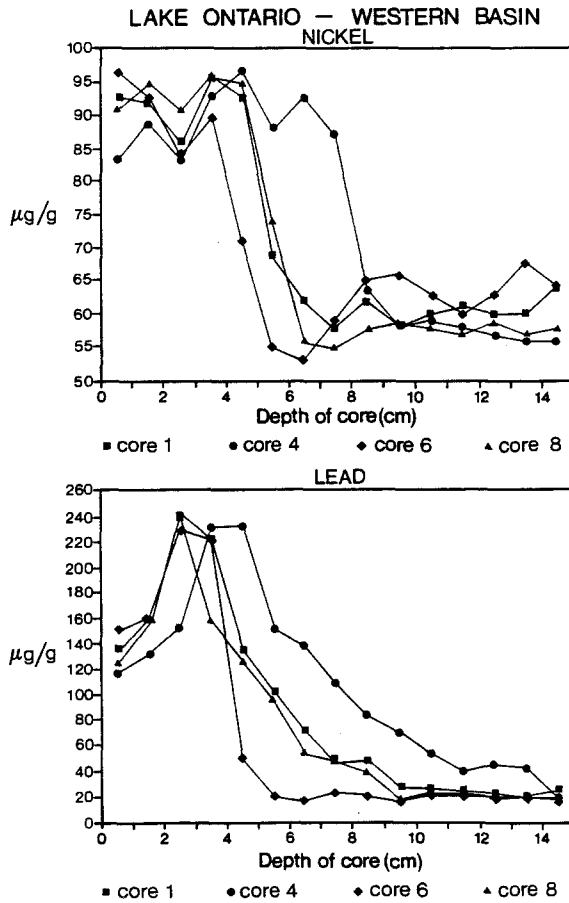 LAKE ONTARIO — WESTERN BASIN
NICKEL
100
95
90
85
80
75
70
65
60
55
50
µg/g
0 2 4 6 8 10 12 14
Depth of core (cm)
■ core 1 ● core 4 ◆ core 6 ▲ core 8
LEAD
260
240
220
200
180
160
140
120
100
80
60
40
20
0
µg/g
0 2 4 6 8 10 12 14
Depth of core (cm)
■ core 1 ● core 4 ◆ core 6 ▲ core 8